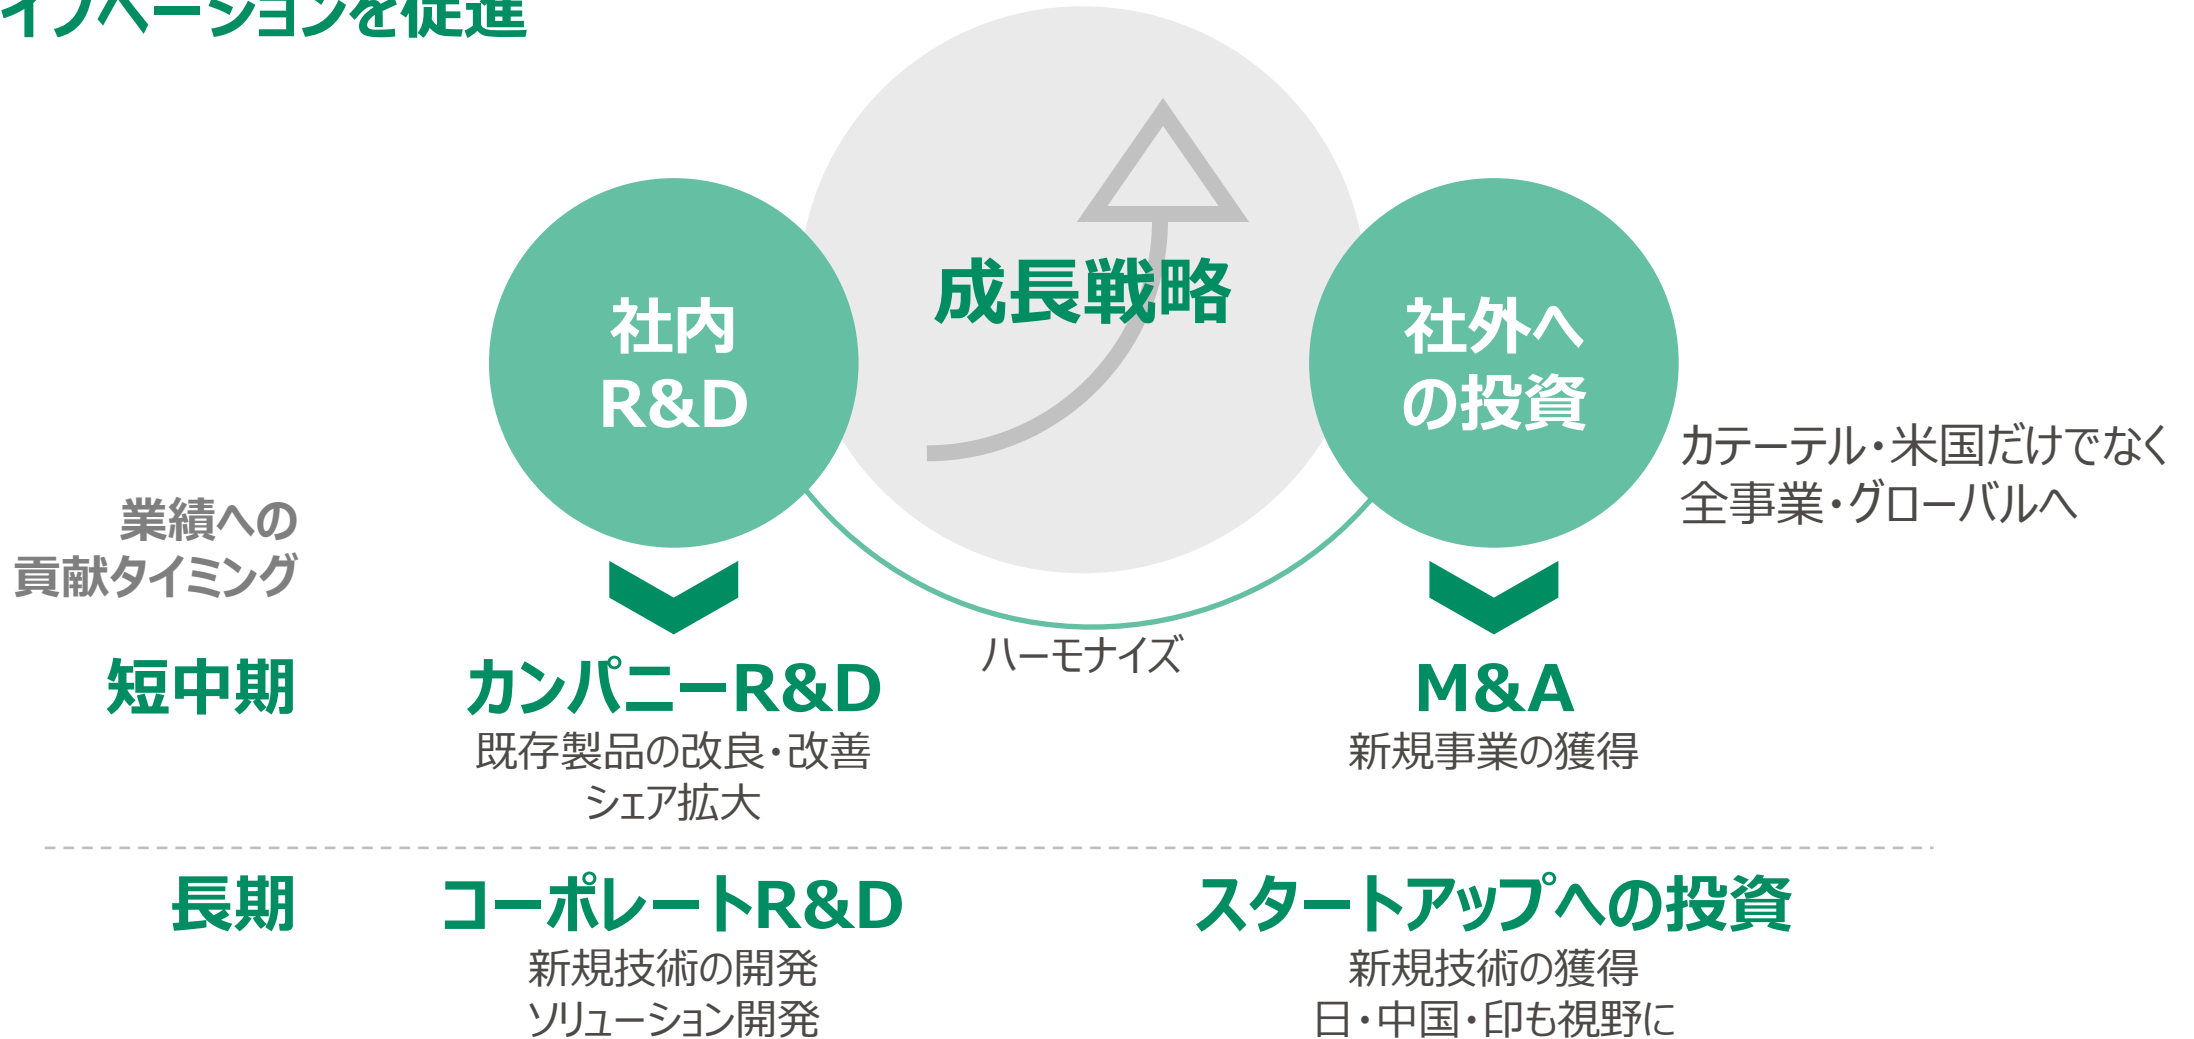 イノベーションを促進
成長戦略
社内
R&D
社外へ
の投資
カテーテル・米国だけでなく
全事業・グローバルへ
業績への
貢献タイミング
ハーモナイズ
短中期
カンパニーR&D
既存製品の改良・改善
シェア拡大
M&A
新規事業の獲得
長期
コーポレートR&D
新規技術の開発
ソリューション開発
スタートアップへの投資
新規技術の獲得
日・中国・印も視野に